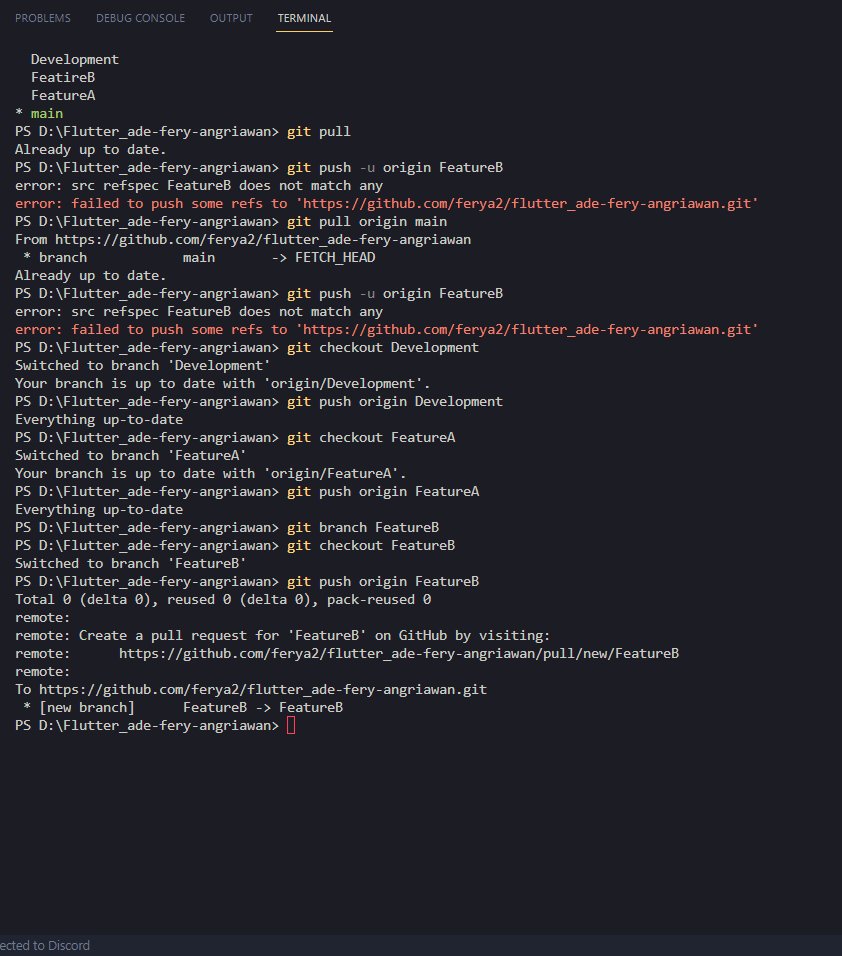 PROBLEMS DEBUG CONSOLE OUTPUT TERMINAL
Development
FeatireB
FeatureA
* main
PS D:\Flutter_ade-fery-angriawan> git pull
Already up to date.
PS D:\Flutter_ade-fery-angriawan> git push -u origin FeatureB
error: src refspec FeatureB does not match any
error: failed to push some refs to 'https://github.com/ferya2/flutter_ade-fery-angriawan.git'
PS D:\Flutter_ade-fery-angriawan> git pull origin main
From https://github.com/ferya2/flutter_ade-fery-angriawan
* branch main -> FETCH_HEAD
Already up to date.
PS D:\Flutter_ade-fery-angriawan> git push -u origin FeatureB
error: src refspec FeatureB does not match any
error: failed to push some refs to 'https://github.com/ferya2/flutter_ade-fery-angriawan.git'
PS D:\Flutter_ade-fery-angriawan> git checkout Development
Switched to branch 'Development'
Your branch is up to date with 'origin/Development'.
PS D:\Flutter_ade-fery-angriawan> git push origin Development
Everything up-to-date
PS D:\Flutter_ade-fery-angriawan> git checkout FeatureA
Switched to branch 'FeatureA'
Your branch is up to date with 'origin/FeatureA'.
PS D:\Flutter_ade-fery-angriawan> git push origin FeatureA
Everything up-to-date
PS D:\Flutter_ade-fery-angriawan> git branch FeatureB
PS D:\Flutter_ade-fery-angriawan> git checkout FeatureB
Switched to branch 'FeatureB'
PS D:\Flutter_ade-fery-angriawan> git push origin FeatureB
Total 0 (delta 0), reused 0 (delta 0), pack-reused 0
remote:
remote: Create a pull request for 'FeatureB' on GitHub by visiting:
remote: https://github.com/ferya2/flutter_ade-fery-angriawan/pull/new/FeatureB
remote:
To https://github.com/ferya2/flutter_ade-fery-angriawan.git
* [new branch] FeatureB -> FeatureB
PS D:\Flutter_ade-fery-angriawan>
ected to Discord